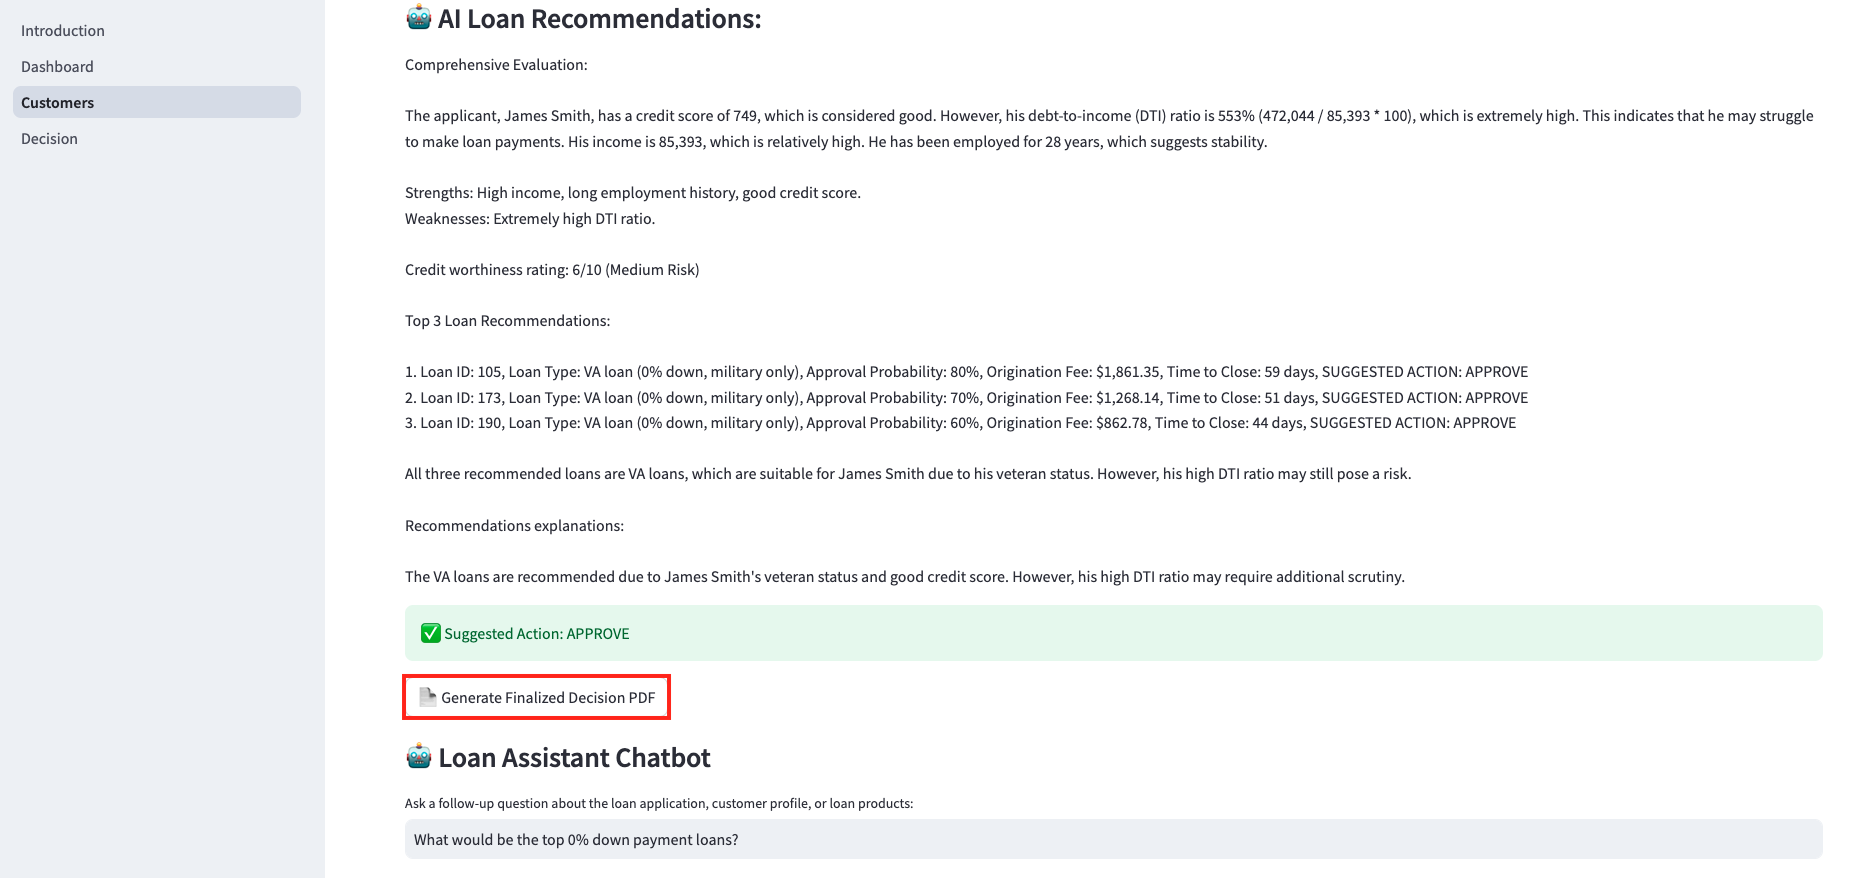 Introduction
Dashboard
Customers
Decision
AI Loan Recommendations:
Comprehensive Evaluation:
The applicant, James Smith, has a credit score of 749, which is considered good. However, his debt-to-income (DTI) ratio is 553% (472,044 / 85,393 * 100), which is extremely high. This indicates that he may struggle
to make loan payments. His income is 85,393, which is relatively high. He has been employed for 28 years, which suggests stability.
Strengths: High income, long employment history, good credit score.
Weaknesses: Extremely high DTI ratio.
Credit worthiness rating: 6/10 (Medium Risk)
Top 3 Loan Recommendations:
1. Loan ID: 105, Loan Type: VA loan (0% down, military only), Approval Probability: 80%, Origination Fee: $1,861.35, Time to Close: 59 days, SUGGESTED ACTION: APPROVE
2. Loan ID: 173, Loan Type: VA loan (0% down, military only), Approval Probability: 70%, Origination Fee: $1,268.14, Time to Close: 51 days, SUGGESTED ACTION: APPROVE
3. Loan ID: 190, Loan Type: VA loan (0% down, military only), Approval Probability: 60%, Origination Fee: $862.78, Time to Close: 44 days, SUGGESTED ACTION: APPROVE
All three recommended loans are VA loans, which are suitable for James Smith due to his veteran status. However, his high DTI ratio may still pose a risk.
Recommendations explanations:
The VA loans are recommended due to James Smith's veteran status and good credit score. However, his high DTI ratio may require additional scrutiny.
Suggested Action: APPROVE
Generate Finalized Decision PDF
Loan Assistant Chatbot
Ask a follow-up question about the loan application, customer profile, or loan products:
What would be the top 0% down payment loans?